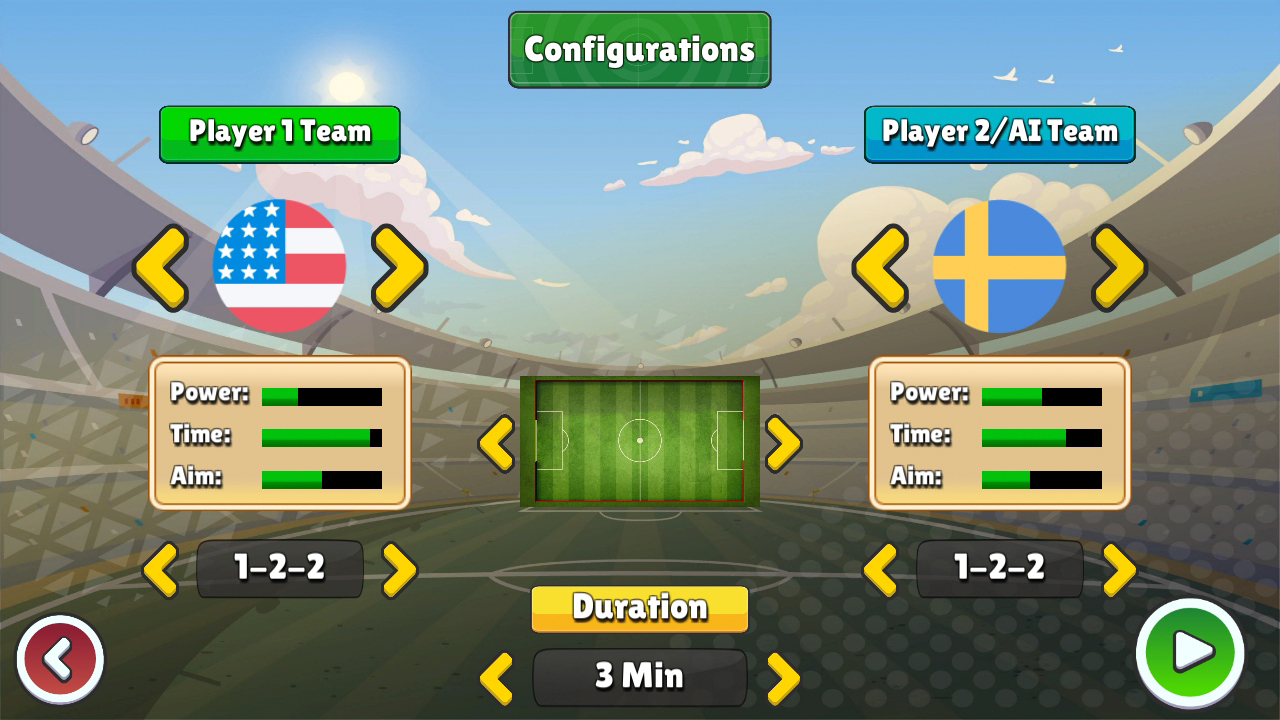 Configurations
Player 1 Team
Player 2/AI Team
Power:
Time:
Aim:
Power:
Time:
Aim:
1-2-2
1-2-2
Duration
3 Min